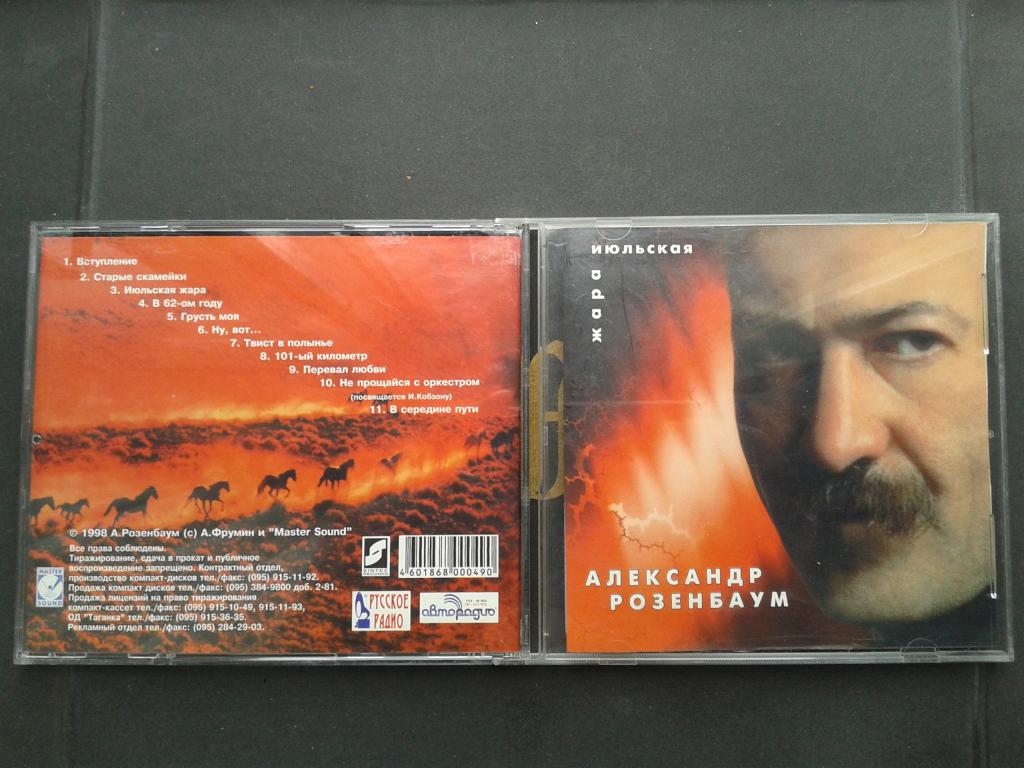 1. Вступление
2. Старые скамейки
3. Июльская жара
4. В 62-ом году
5. Грусть моя
6. Ну, вот...
7. Твист в полынье
8. 101-ый километр
9. Перевал любви
10. Не прощайся с оркестром
(посвящается И.Кобзону)
11. В середине пути
© 1998 А.Розенбаум (с) А.Фрумин и "Master Sound"
Все права соблюдены.
Тиражирование, сдача в прокат и публичное
воспроизведение запрещено. Контрактный отдел,
производство компакт-дисков тел./факс: (095) 915-11-92.
Продажа компакт дисков тел./факс: (095) 384-9800 доб. 2-81.
Продажа лицензий на право тиражирования
компакт-кассет тел./факс: (095) 915-10-49, 915-11-93,
ОД "Таганка" тел./факс: (095) 915-36-35.
Рекламный отдел тел./факс: (095) 284-29-03.
MASTER
SOUND
SINTEZ
RECORDS
4 601868 000490
РУССКОЕ
РАДИО
авторадио
июльская
жара
АЛЕКСАНДР
РОЗЕНБАУМ